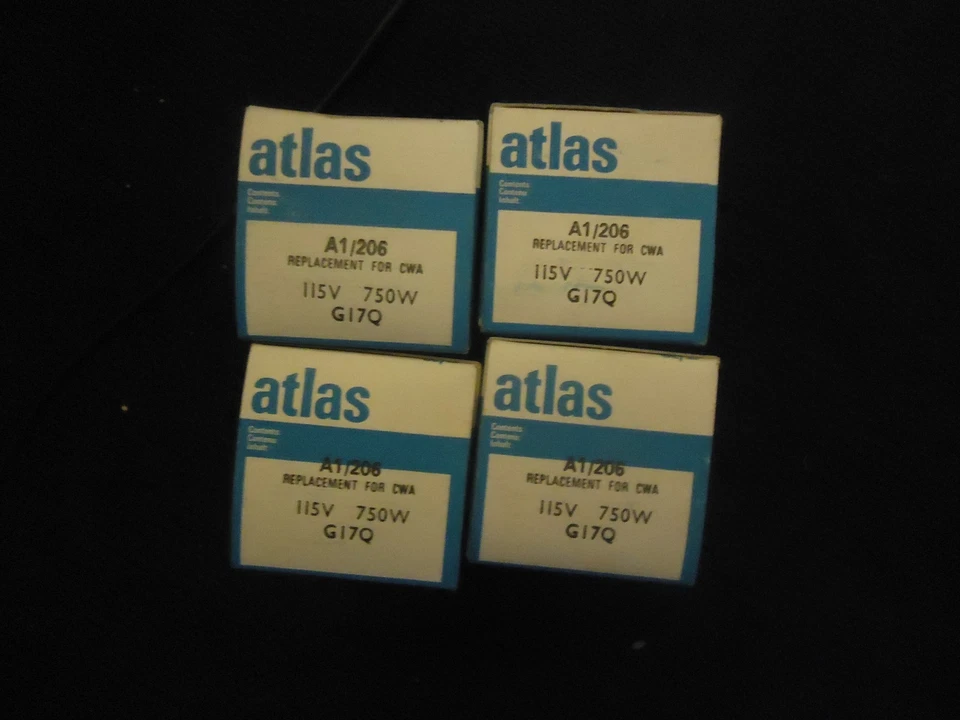 atlas
Contents
Contenu
Inhalt
A1/206
REPLACEMENT FOR CWA
115V 750W
G17Q
atlas
Contents
Contenu
Inhalt
A1/206
REPLACEMENT FOR CWA
115V 750W
G17Q
atlas
Contents
Contenu
Inhalt
A1/206
REPLACEMENT FOR CWA
115V 750W
G17Q
atlas
Contents
Contenu
Inhalt
A1/206
REPLACEMENT FOR CWA
115V 750W
G17Q